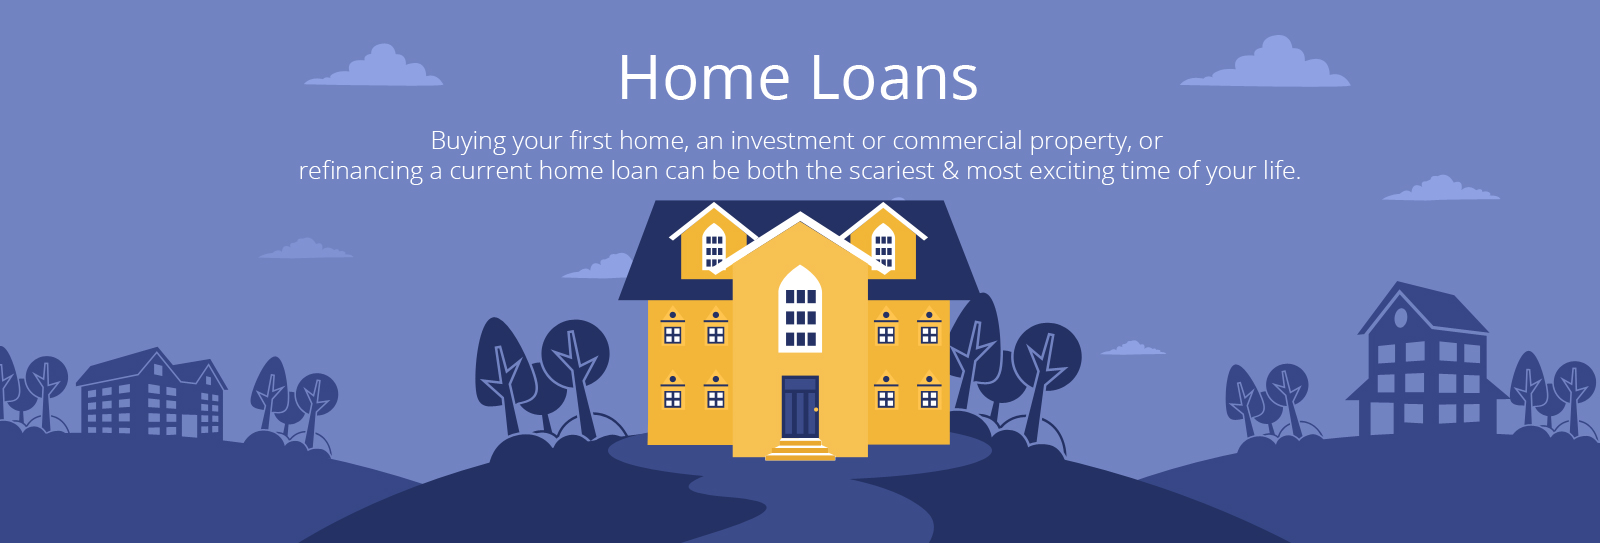 Home Loans
Buying your first home, an investment or commercial property, or
refinancing a current home loan can be both the scariest & most exciting time of your life.